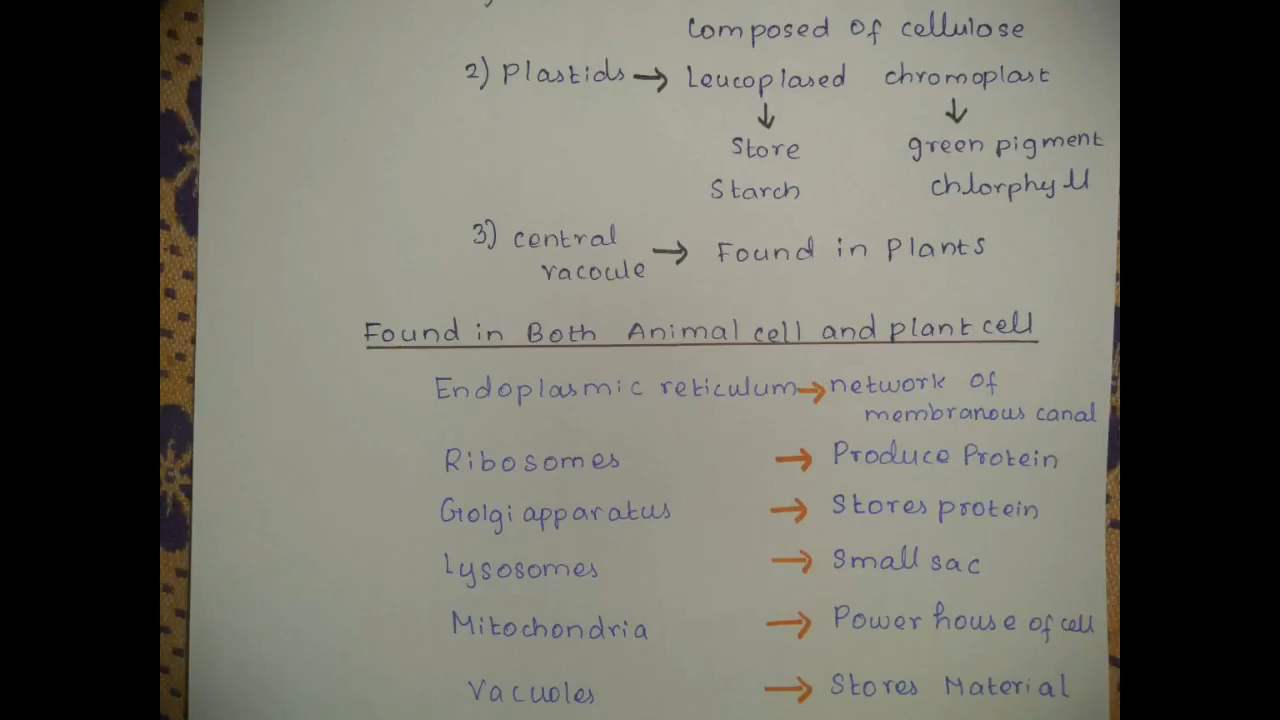 Composed of cellulose
2) Plastids → Leucoplased chromoplast
↓ ↓
Store green pigment
Starch chlorphyll
3) central
vacoule → Found in Plants
Found in Both Animal cell and plant cell
Endoplasmic reticulum → network of
membranous canal
Ribosomes → Produce Protein
Golgi apparatus → Stores protein
Lysosomes → Small sac
Mitochondria → Power house of cell
Vacuoles → Stores Material